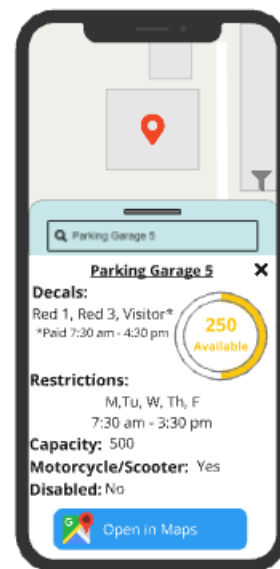 Parking Garage 5
Parking Garage 5
Decals:
Red 1, Red 3, Visitor*
*Paid 7:30 am - 4:30 pm
250
Available
Restrictions:
M,Tu, W, Th, F
7:30 am - 3:30 pm
Capacity: 500
Motorcycle/Scooter: Yes
Disabled: No
Open in Maps